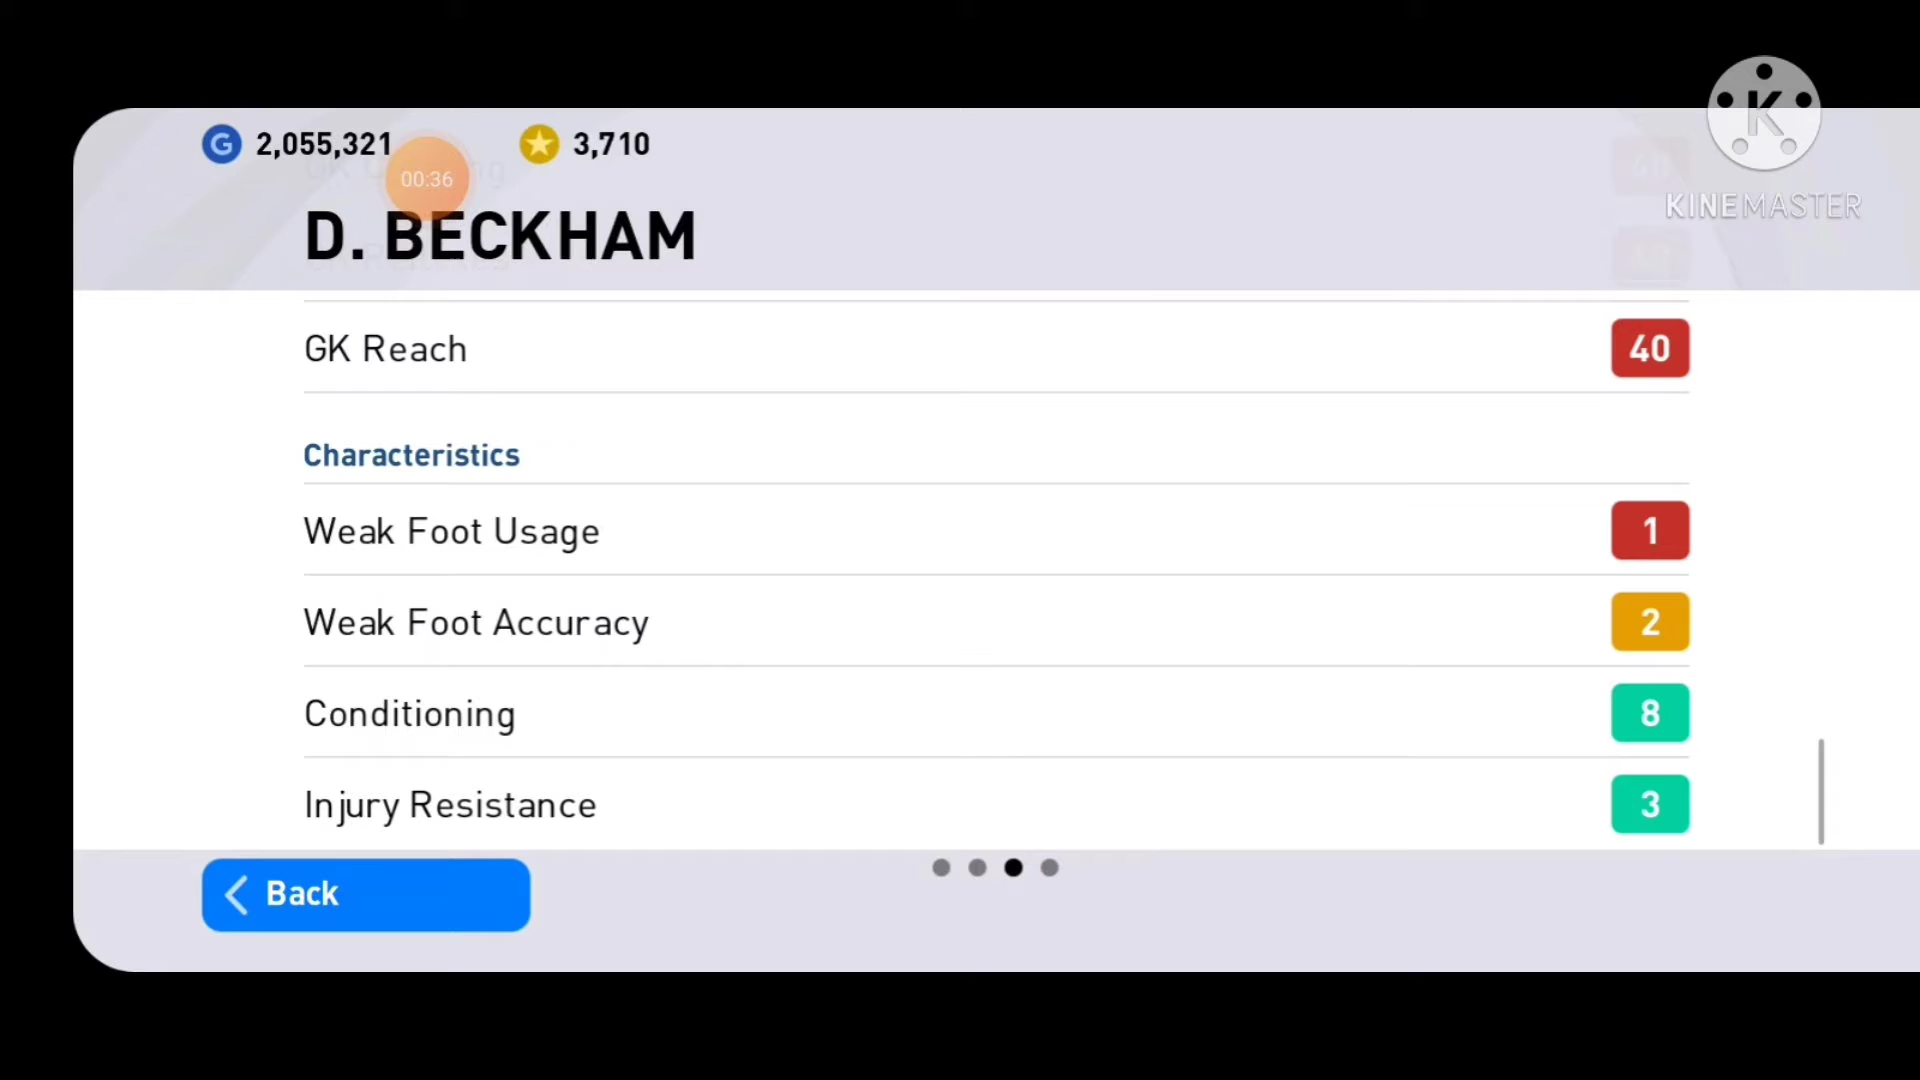 2,055,321
3,710
00:36
K
KINEMASTER
D. BECKHAM
GK Reach 40
Characteristics
Weak Foot Usage 1
Weak Foot Accuracy 2
Conditioning 8
Injury Resistance 3
Back